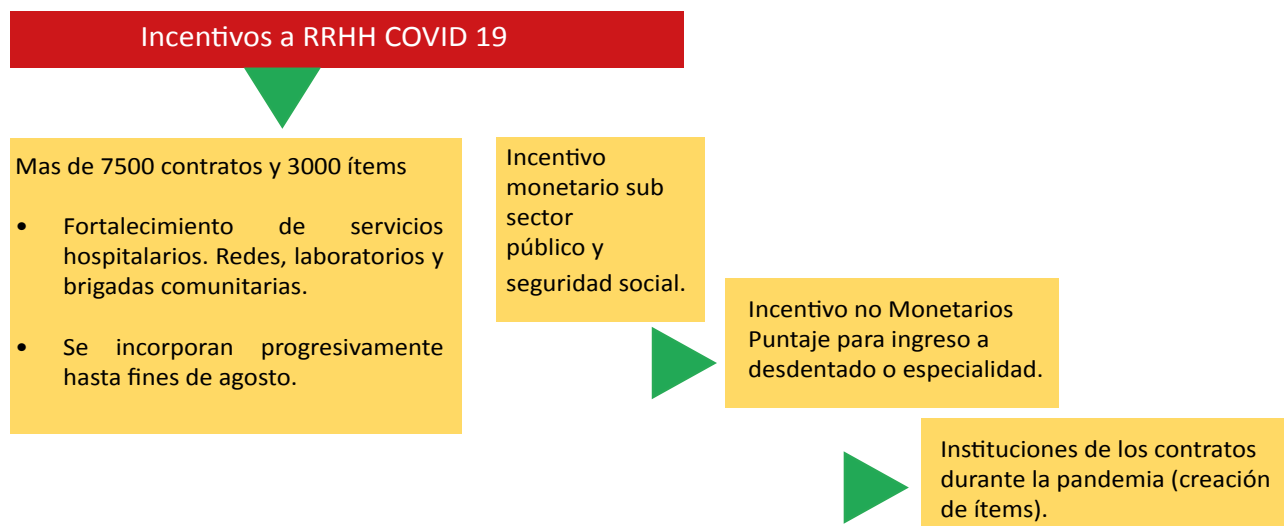 Incentivos a RRHH COVID 19
Mas de 7500 contratos y 3000 ítems
• Fortalecimiento de servicios
hospitalarios. Redes, laboratorios y
brigadas comunitarias.
• Se incorporan progresivamente
hasta fines de agosto.
Incentivo
monetario sub
sector
público y
seguridad social.
Incentivo no Monetarios
Puntaje para ingreso a
desdentado o especialidad.
Instituciones de los contratos
durante la pandemia (creación
de ítems).